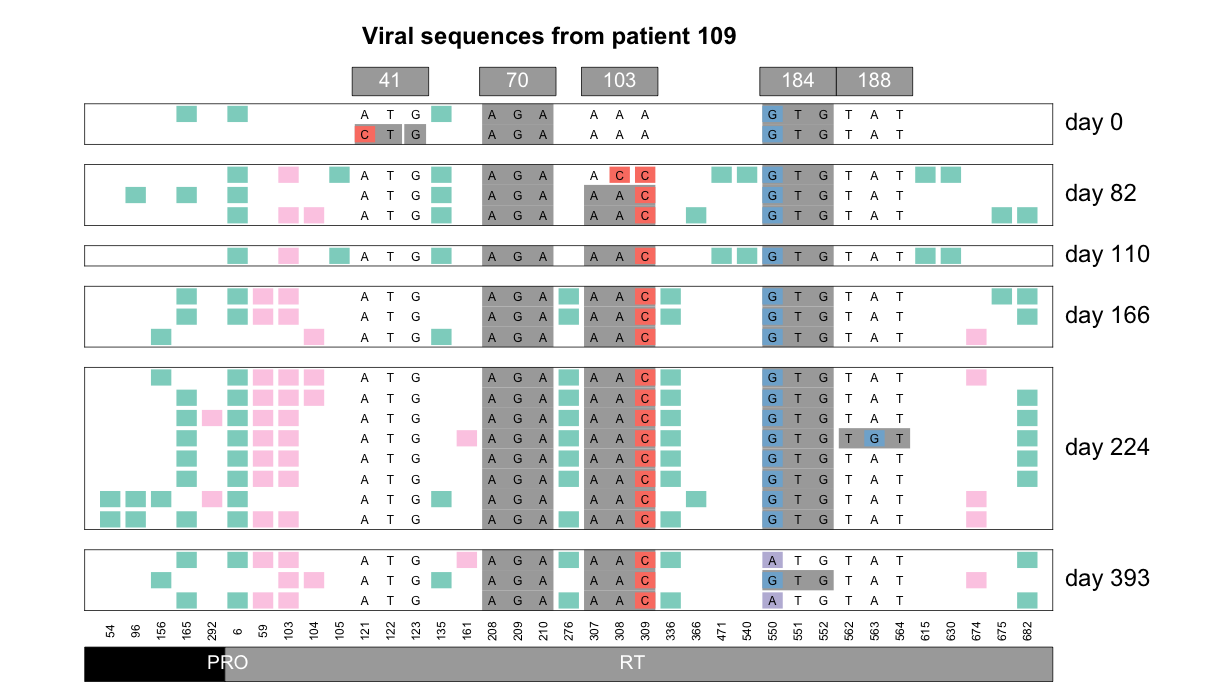 Viral sequences from patient 109
41 70 103 184 188
A T G A G A A A A G T G T A T
day 0
C T G A G A A A A G T G T A T
A T G A G A A C C G T G T A T
A T G A G A A A C G T G T A T
day 82
A T G A G A A A C G T G T A T
A T G A G A A A C G T G T A T
day 110
A T G A G A A A C G T G T A T
A T G A G A A A C G T G T A T
day 166
A T G A G A A A C G T G T A T
A T G A G A A A C G T G T A T
A T G A G A A A C G T G T A T
A T G A G A A A C G T G T A T
A T G A G A A A C G T G T G T
day 224
A T G A G A A A C G T G T A T
A T G A G A A A C G T G T A T
A T G A G A A A C G T G T A T
A T G A G A A A C G T G T A T
A T G A G A A A C A T G T A T
A T G A G A A A C G T G T A T
day 393
A T G A G A A A C A T G T A T
54 96 156 165 292 6 59 103 104 105 121 122 123 135 161 208 209 210 276 307 308 309 336 366 471 540 550 551 552 562 563 564 615 630 674 675 682
PRO RT